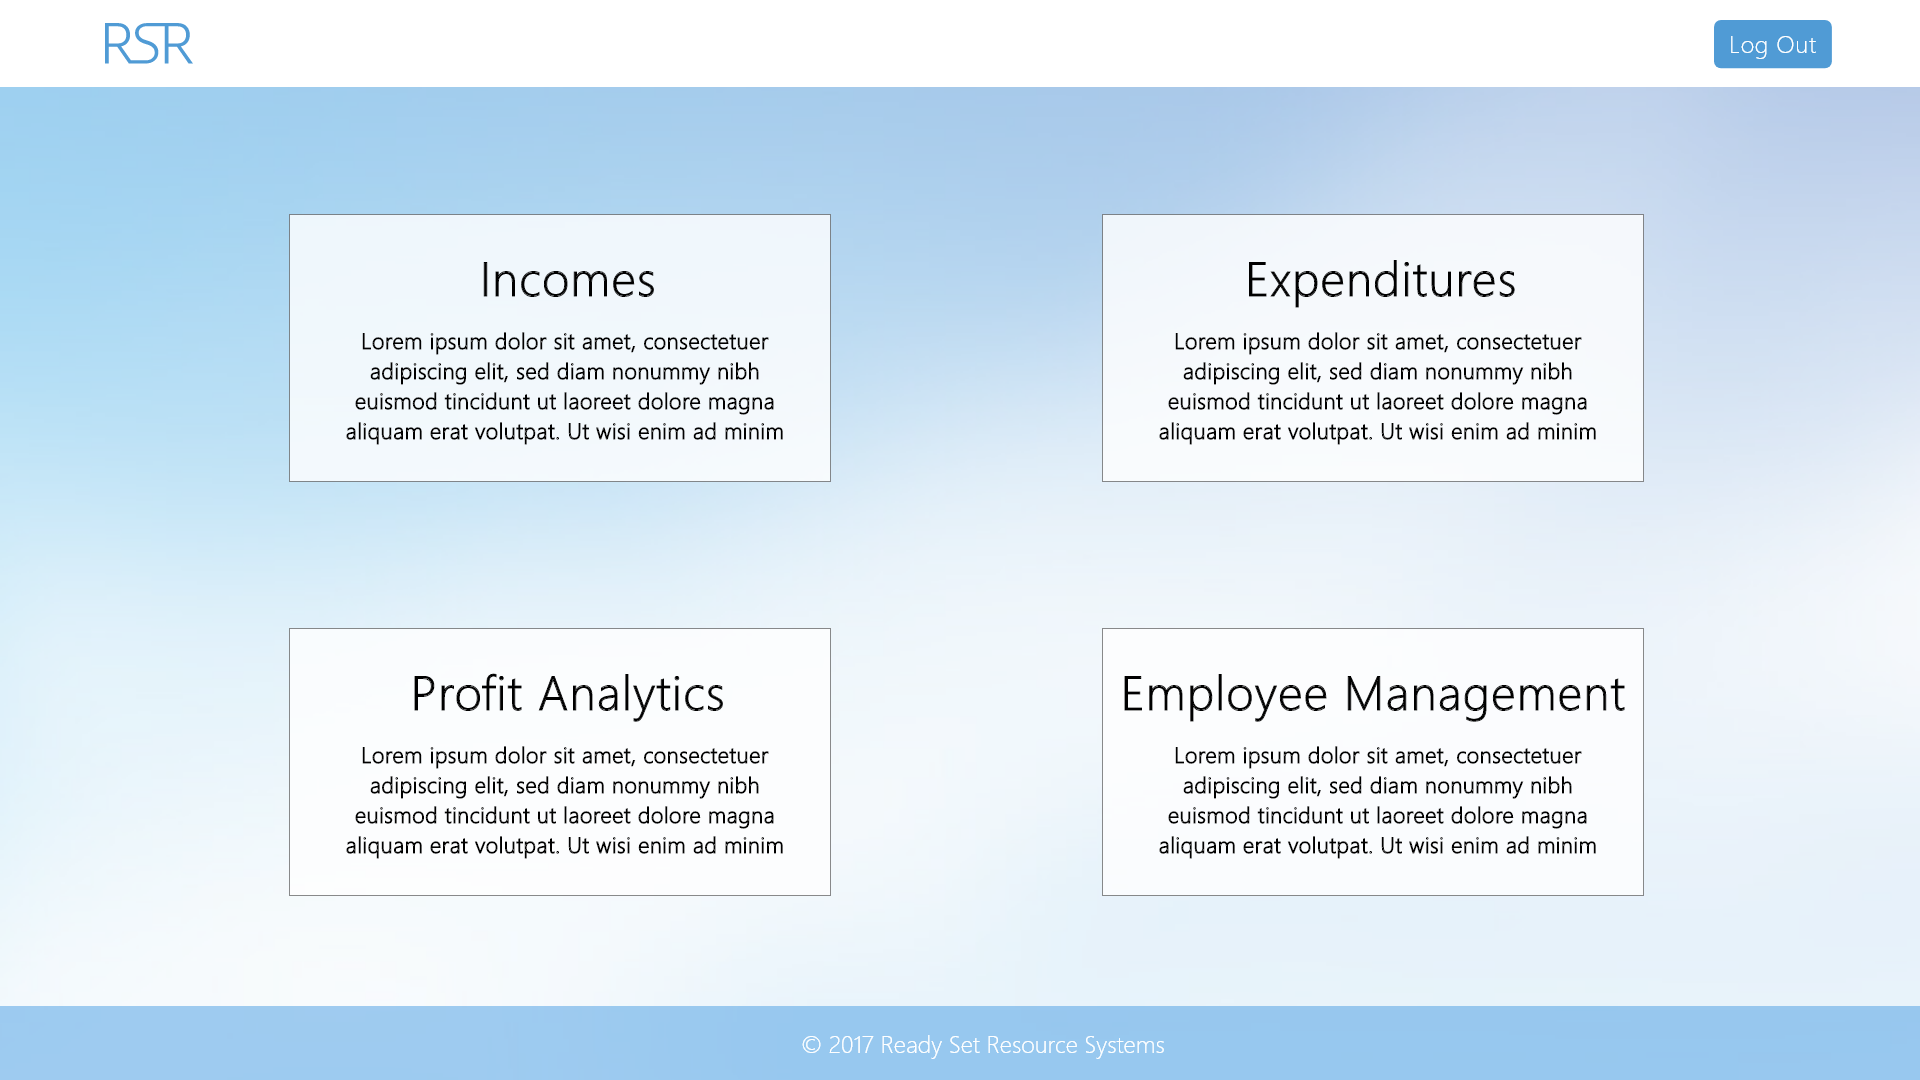 RSR
Log Out
Incomes
Lorem ipsum dolor sit amet, consectetuer
adipiscing elit, sed diam nonummy nibh
euismod tincidunt ut laoreet dolore magna
aliquam erat volutpat. Ut wisi enim ad minim
Expenditures
Lorem ipsum dolor sit amet, consectetuer
adipiscing elit, sed diam nonummy nibh
euismod tincidunt ut laoreet dolore magna
aliquam erat volutpat. Ut wisi enim ad minim
Profit Analytics
Lorem ipsum dolor sit amet, consectetuer
adipiscing elit, sed diam nonummy nibh
euismod tincidunt ut laoreet dolore magna
aliquam erat volutpat. Ut wisi enim ad minim
Employee Management
Lorem ipsum dolor sit amet, consectetuer
adipiscing elit, sed diam nonummy nibh
euismod tincidunt ut laoreet dolore magna
aliquam erat volutpat. Ut wisi enim ad minim
© 2017 Ready Set Resource Systems